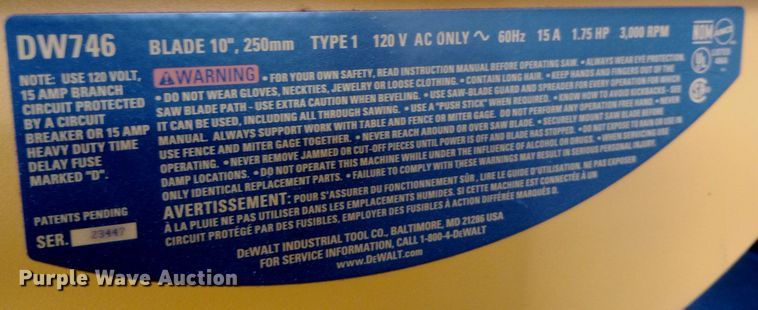 DW746 BLADE 10", 250mm TYPE 1 120 V AC ONLY ∿ 60Hz 15 A 1.75 HP 3,000 RPM
NOTE: USE 120 VOLT,
15 AMP BRANCH
CIRCUIT PROTECTED
BY A CIRCUIT
BREAKER OR 15 AMP
HEAVY DUTY TIME
DELAY FUSE
MARKED "D".
PATENTS PENDING
SER. 23447
⚠WARNING • FOR YOUR OWN SAFETY, READ INSTRUCTION MANUAL BEFORE OPERATING SAW. • ALWAYS WEAR EYE PROTECTION.
• DO NOT WEAR GLOVES, NECKTIES, JEWELRY OR LOOSE CLOTHING. • CONTAIN LONG HAIR. • KEEP HANDS AND FINGERS OUT OF THE
SAW BLADE PATH - USE EXTRA CAUTION WHEN BEVELING. • USE SAW-BLADE GUARD AND SPREADER FOR EVERY OPERATION FOR WHICH
IT CAN BE USED, INCLUDING ALL THROUGH SAWING. • USE A "PUSH STICK" WHEN REQUIRED. • KNOW HOW TO AVOID KICKBACKS - SEE
MANUAL. ALWAYS SUPPORT WORK WITH TABLE AND FENCE OR MITER GAGE. DO NOT PERFORM ANY OPERATION FREE HAND. • NEVER
USE FENCE AND MITER GAGE TOGETHER. • NEVER REACH AROUND OR OVER SAW BLADE. • SECURELY MOUNT SAW BLADE BEFORE
OPERATING. • NEVER REMOVE JAMMED OR CUT-OFF PIECES UNTIL POWER IS OFF AND BLADE HAS STOPPED. • DO NOT EXPOSE TO RAIN OR USE IN
DAMP LOCATIONS. • DO NOT OPERATE THIS MACHINE WHILE UNDER THE INFLUENCE OF ALCOHOL OR DRUGS. • WHEN SERVICING USE
ONLY IDENTICAL REPLACEMENT PARTS. • FAILURE TO COMPLY WITH THESE WARNINGS MAY RESULT IN SERIOUS PERSONAL INJURY.
AVERTISSEMENT: POUR S'ASSURER DU FONCTIONNEMENT SÛR, LIRE LE GUIDE D'UTILISATION. NE PAS EXPOSER
À LA PLUIE NE PAS UTILISER DANS LES EMPLACEMENTS HUMIDES. SI CETTE MACHINE EST CONNECTÉE À UN
CIRCUIT PROTÉGÉ PAR DES FUSIBLES, EMPLOYER DES FUSIBLES À ACTION DIFFÉRÉE MARQUÉS D.
DEWALT INDUSTRIAL TOOL CO., BALTIMORE, MD 21286 USA
FOR SERVICE INFORMATION, CALL 1-800-4-DEWALT
www.DEWALT.com
Purple Wave Auction